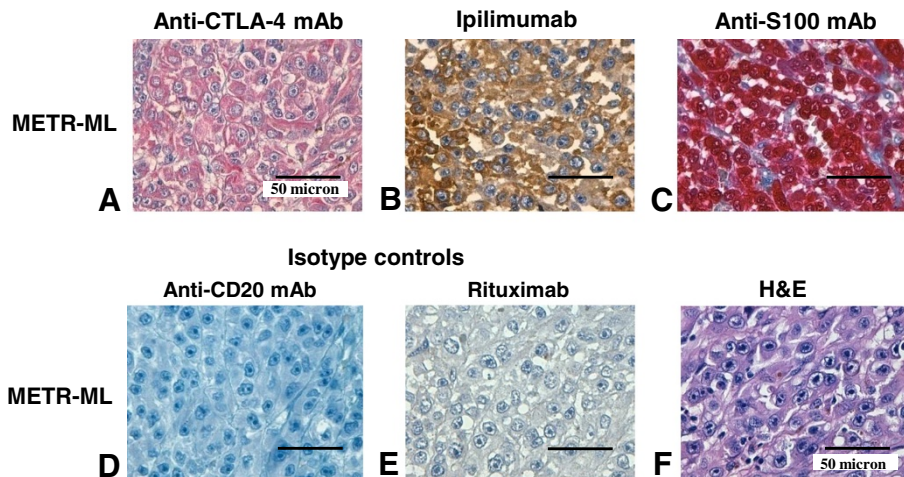 Anti-CTLA-4 mAb
Ipilimumab
Anti-S100 mAb
METR-ML
50 micron
A
B
C
Isotype controls
Anti-CD20 mAb
Rituximab
H&E
METR-ML
50 micron
D
E
F